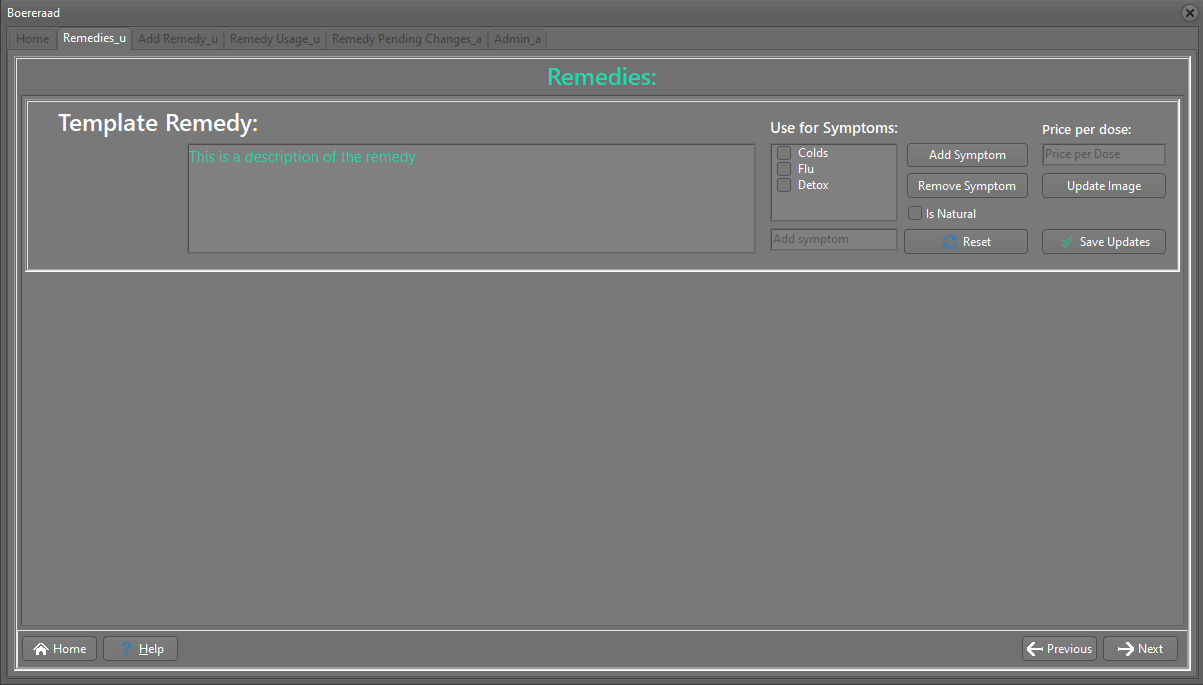 Boereraad
Home Remedies_u Add Remedy_u Remedy Usage_u Remedy Pending Changes_a Admin_a
Remedies:
Template Remedy:
This is a description of the remedy
Use for Symptoms:
Colds
Flu
Detox
Add symptom
Add Symptom
Remove Symptom
Is Natural
Reset
Price per dose:
Price per Dose
Update Image
Save Updates
Home ? Help Previous Next